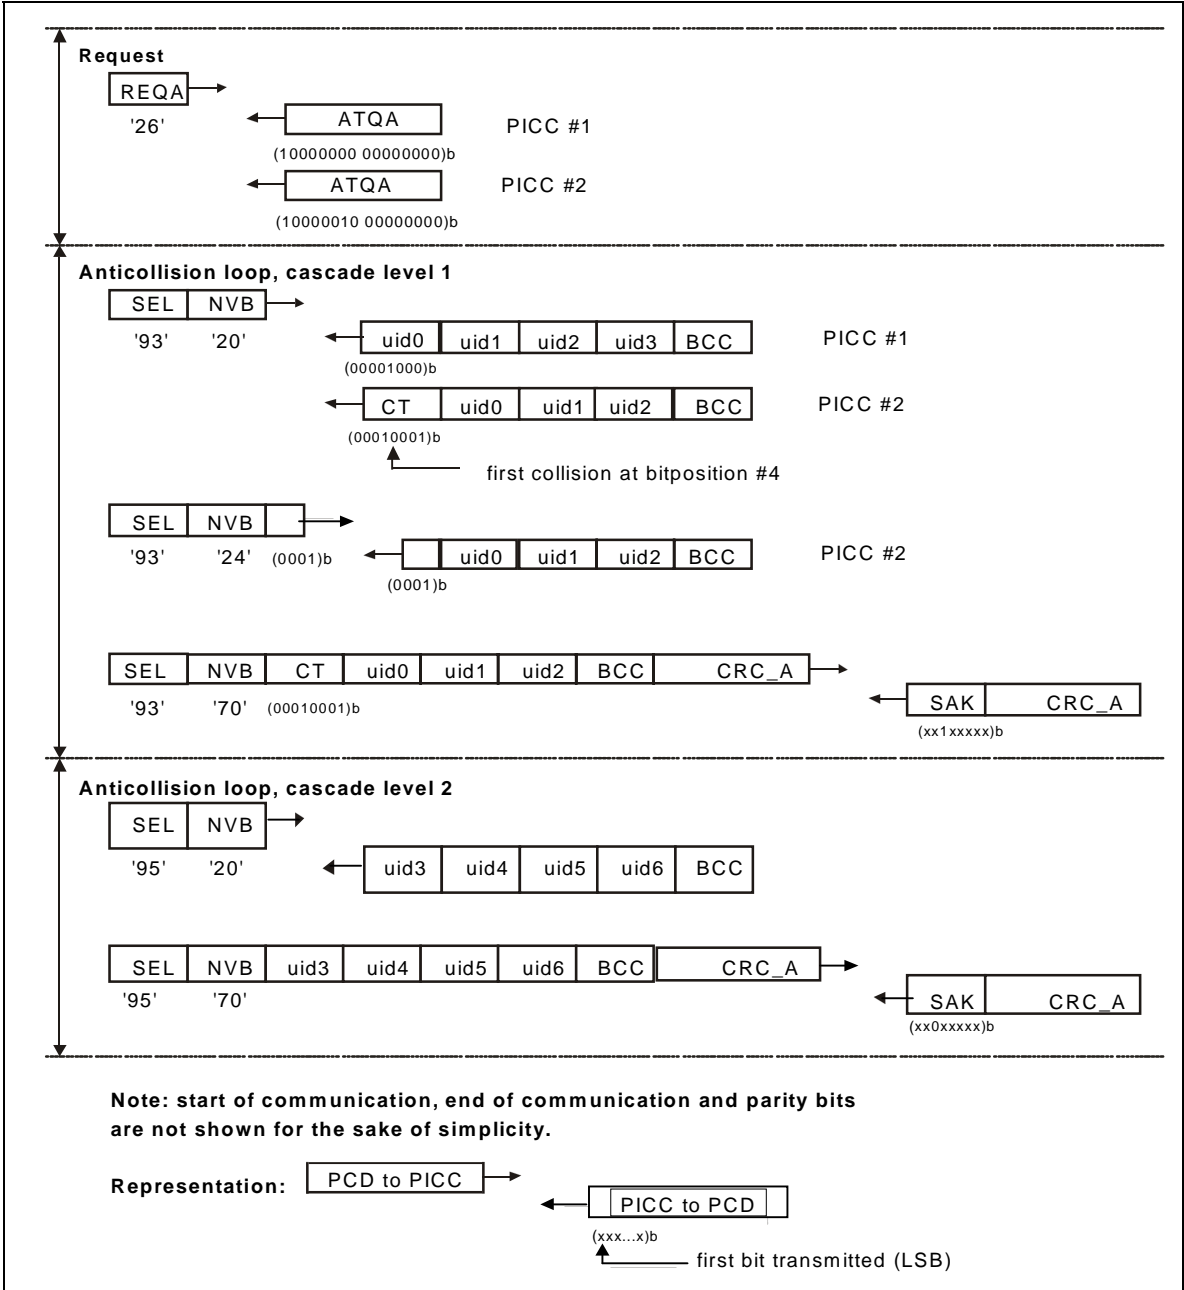 Request
REQA
'26'
ATQA PICC #1
(10000000 00000000)b
ATQA PICC #2
(10000010 00000000)b
Anticollision loop, cascade level 1
SEL NVB
'93' '20'
uid0 uid1 uid2 uid3 BCC PICC #1
(00001000)b
CT uid0 uid1 uid2 BCC PICC #2
(00010001)b
first collision at bitposition #4
SEL NVB
'93' '24' (0001)b
uid0 uid1 uid2 BCC PICC #2
(0001)b
SEL NVB CT uid0 uid1 uid2 BCC CRC_A
'93' '70' (00010001)b
SAK CRC_A
(xx1xxxxx)b
Anticollision loop, cascade level 2
SEL NVB
'95' '20'
uid3 uid4 uid5 uid6 BCC
SEL NVB uid3 uid4 uid5 uid6 BCC CRC_A
'95' '70'
SAK CRC_A
(xx0xxxxx)b
Note: start of communication, end of communication and parity bits
are not shown for the sake of simplicity.
Representation: PCD to PICC
PICC to PCD
(xxx...x)b
first bit transmitted (LSB)